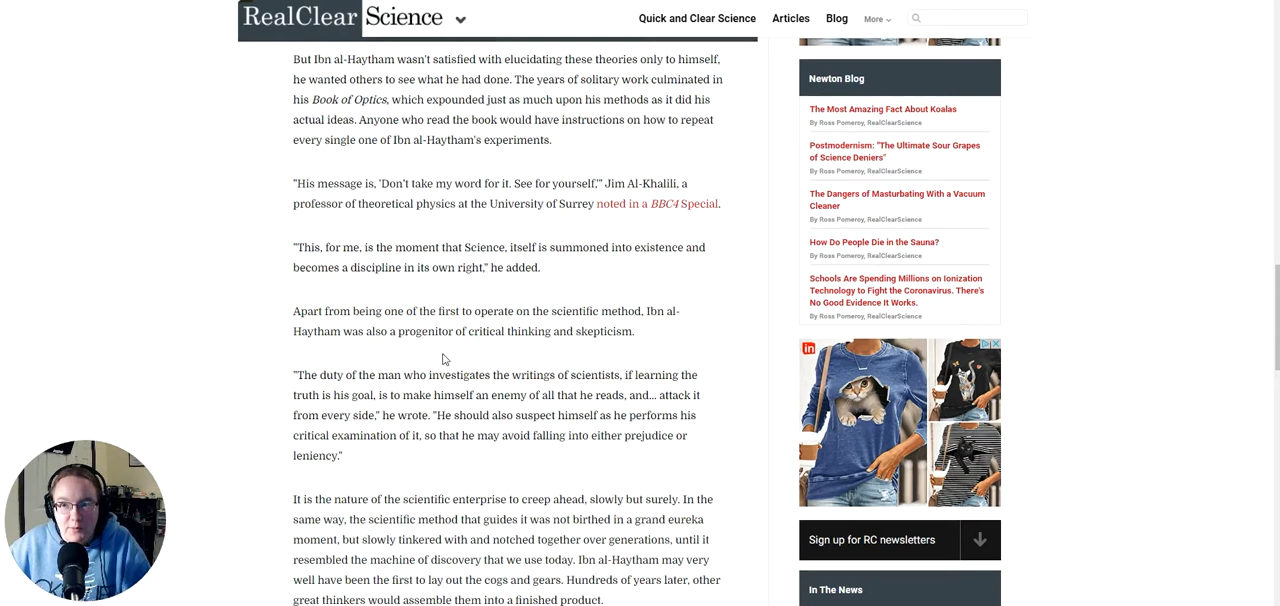 RealClear Science
Quick and Clear Science
Articles
Blog
More
But Ibn al-Haytham wasn't satisfied with elucidating these theories only to himself,
he wanted others to see what he had done. The years of solitary work culminated in
his Book of Optics, which expounded just as much upon his methods as it did his
actual ideas. Anyone who read the book would have instructions on how to repeat
every single one of Ibn al-Haytham's experiments.
"His message is, 'Don't take my word for it. See for yourself,'" Jim Al-Khalili, a
professor of theoretical physics at the University of Surrey noted in a BBC4 Special.
"This, for me, is the moment that Science, itself is summoned into existence and
becomes a discipline in its own right," he added.
Apart from being one of the first to operate on the scientific method, Ibn al-
Haytham was also a progenitor of critical thinking and skepticism.
"The duty of the man who investigates the writings of scientists, if learning the
truth is his goal, is to make himself an enemy of all that he reads, and... attack it
from every side," he wrote. "He should also suspect himself as he performs his
critical examination of it, so that he may avoid falling into either prejudice or
leniency."
It is the nature of the scientific enterprise to creep ahead, slowly but surely. In the
same way, the scientific method that guides it was not birthed in a grand eureka
moment, but slowly tinkered with and notched together over generations, until it
resembled the machine of discovery that we use today. Ibn al-Haytham may very
well have been the first to lay out the cogs and gears. Hundreds of years later, other
great thinkers would assemble them into a finished product.
Newton Blog
The Most Amazing Fact About Koalas
By Ross Pomeroy, RealClearScience
Postmodernism: "The Ultimate Sour Grapes
of Science Deniers"
By Ross Pomeroy, RealClearScience
The Dangers of Masturbating With a Vacuum
Cleaner
By Ross Pomeroy, RealClearScience
How Do People Die in the Sauna?
By Ross Pomeroy, RealClearScience
Schools Are Spending Millions on Ionization
Technology to Fight the Coronavirus. There's
No Good Evidence It Works.
By Ross Pomeroy, RealClearScience
in
Sign up for RC newsletters
In The News